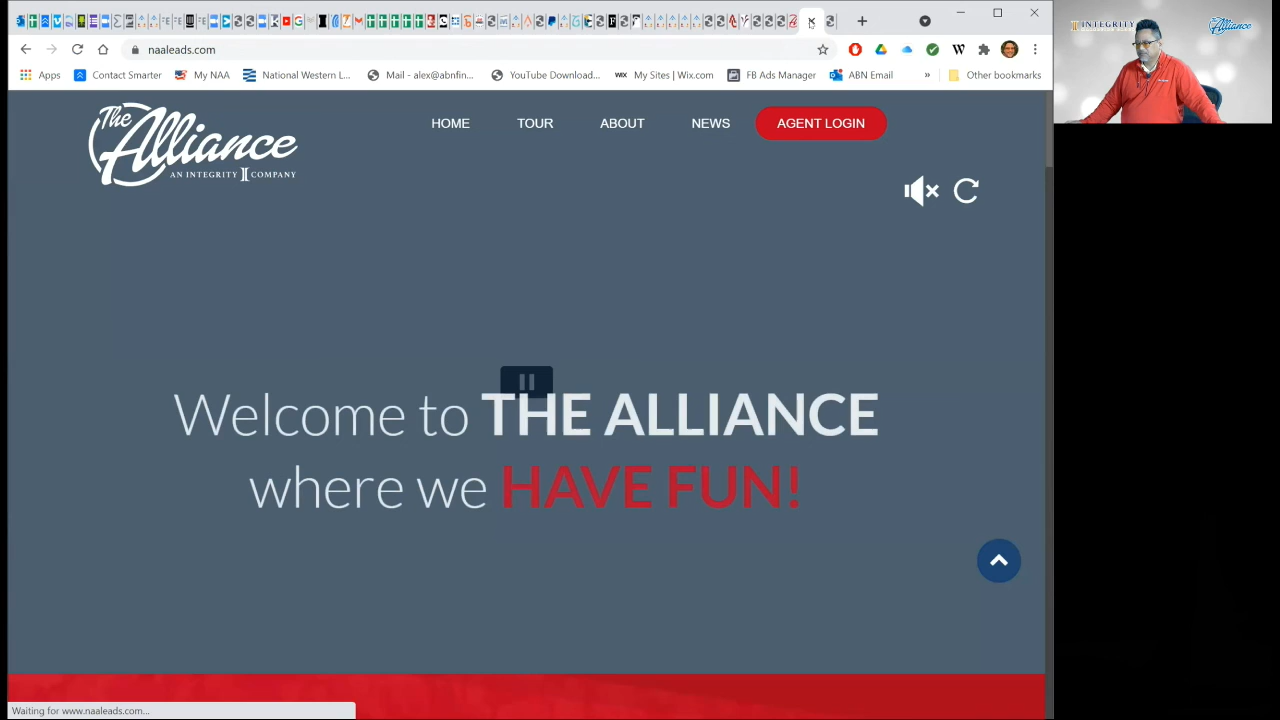 naaleads.com
Apps
Contact Smarter
My NAA
National Western L...
Mail - alex@abnfin...
YouTube Download...
WIX
My Sites | Wix.com
FB Ads Manager
ABN Email
»
Other bookmarks
INTEGRITY
Alliance
The
Alliance
AN INTEGRITY COMPANY
HOME
TOUR
ABOUT
NEWS
AGENT LOGIN
Welcome to THE ALLIANCE
where we HAVE FUN!
Waiting for www.naaleads.com...